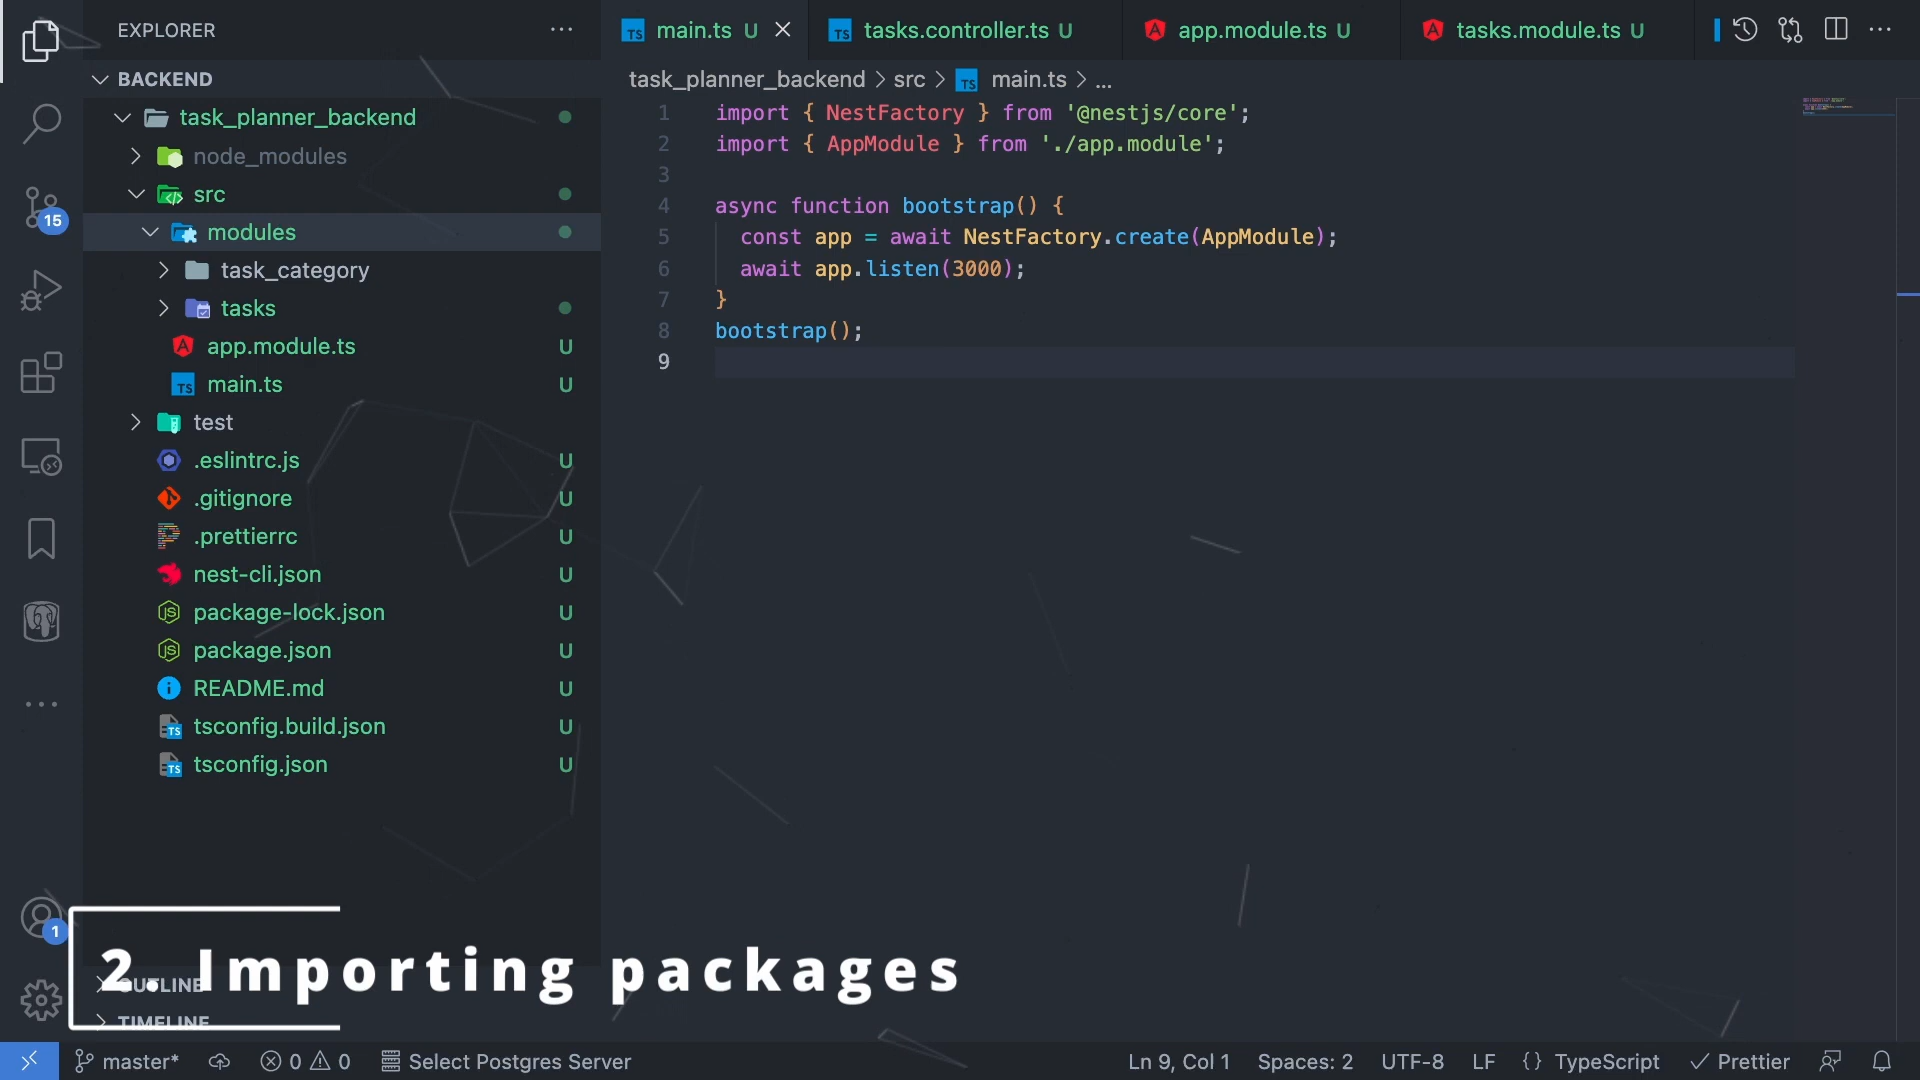 EXPLORER
main.ts U
tasks.controller.ts U
app.module.ts U
tasks.module.ts U
BACKEND
task_planner_backend
node_modules
src
modules
task_category
tasks
app.module.ts U
main.ts U
test
.eslintrc.js U
.gitignore U
.prettierrc U
nest-cli.json U
package-lock.json U
package.json U
README.md U
tsconfig.build.json U
tsconfig.json U
OUTLINE
TIMELINE
15
1
task_planner_backend > src > TS main.ts > ...
1 import { NestFactory } from '@nestjs/core';
2 import { AppModule } from './app.module';
3
4 async function bootstrap() {
5 const app = await NestFactory.create(AppModule);
6 await app.listen(3000);
7 }
8 bootstrap();
9
2. Importing packages
master* 0 0 Select Postgres Server Ln 9, Col 1 Spaces: 2 UTF-8 LF {} TypeScript Prettier